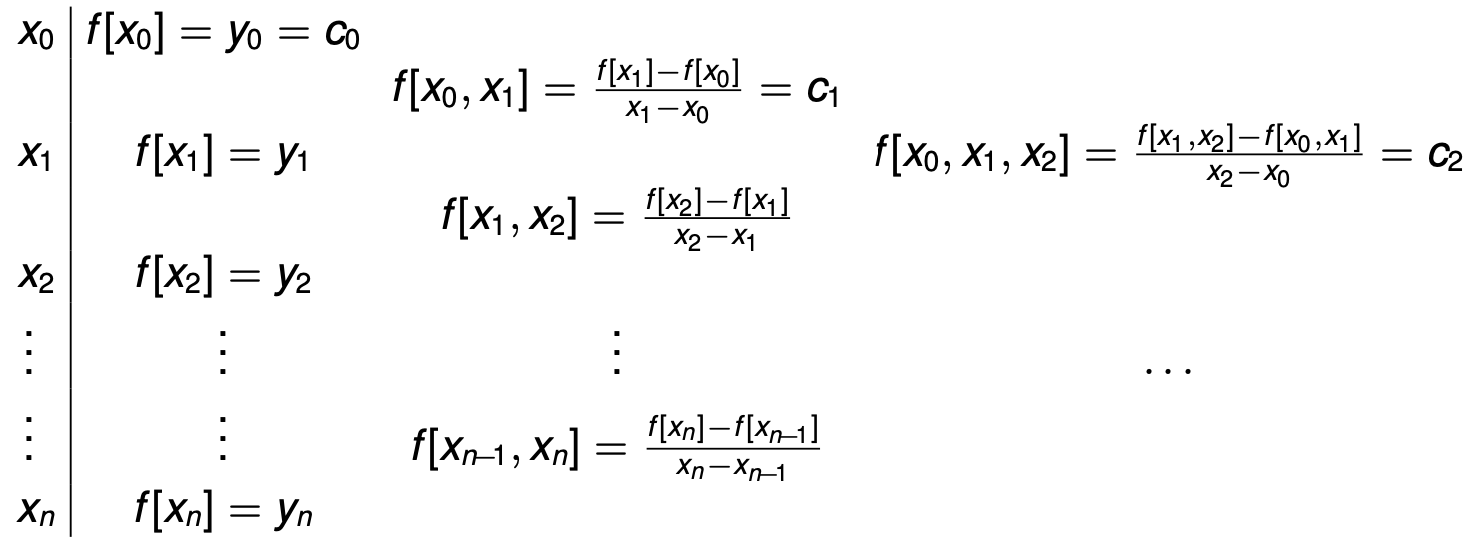 x₀ | f[x₀] = y₀ = c₀
f[x₀, x₁] = (f[x₁]−f[x₀])/(x₁−x₀) = c₁
x₁ | f[x₁] = y₁ f[x₀, x₁, x₂] = (f[x₁,x₂]−f[x₀,x₁])/(x₂−x₀) = c₂
f[x₁, x₂] = (f[x₂]−f[x₁])/(x₂−x₁)
x₂ | f[x₂] = y₂
⋮ | ⋮ ⋮ …
⋮ | ⋮ f[xₙ₋₁, xₙ] = (f[xₙ]−f[xₙ₋₁])/(xₙ−xₙ₋₁)
xₙ | f[xₙ] = yₙ